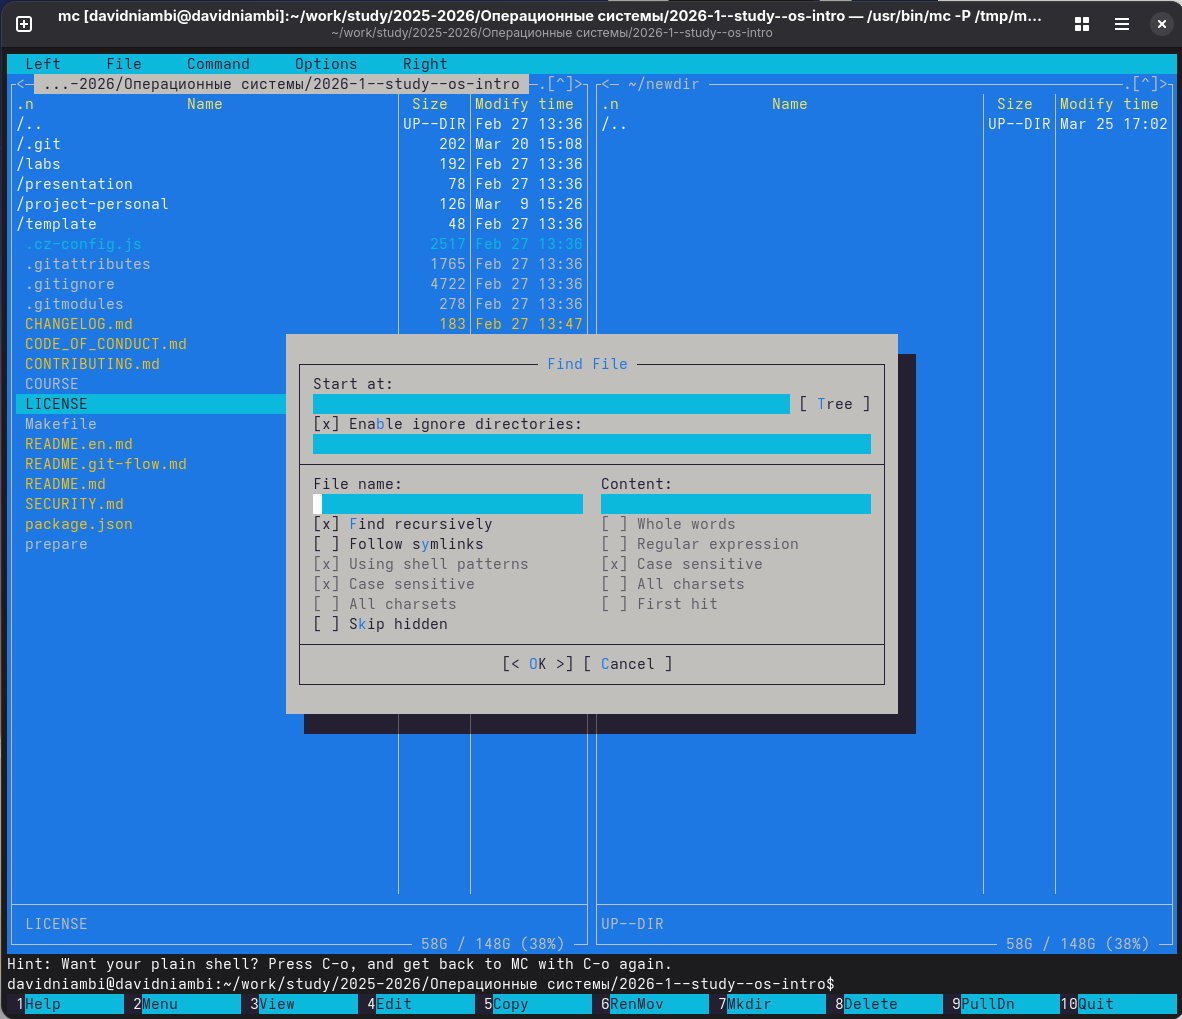 mc [davidniambi@davidniambi]:~/work/study/2025-2026/Операционные системы/2026-1--study--os-intro — /usr/bin/mc -P /tmp/m...
~/work/study/2025-2026/Операционные системы/2026-1--study--os-intro
Left File Command Options Right
<— ...-2026/Операционные системы/2026-1--study--os-intro —.[^]> <— ~/newdir —.[^]>
.n Name Size Modify time .n Name Size Modify time
/.. UP--DIR Feb 27 13:36 /.. UP--DIR Mar 25 17:02
/.git 202 Mar 20 15:08
/labs 192 Feb 27 13:36
/presentation 78 Feb 27 13:36
/project-personal 126 Mar 9 15:26
/template 48 Feb 27 13:36
.cz-config.js 2517 Feb 27 13:36
.gitattributes 1765 Feb 27 13:36
.gitignore 4722 Feb 27 13:36
.gitmodules 278 Feb 27 13:36
CHANGELOG.md 183 Feb 27 13:47
CODE_OF_CONDUCT.md
CONTRIBUTING.md
COURSE
LICENSE
Makefile
README.en.md
README.git-flow.md
README.md
SECURITY.md
package.json
prepare
Find File
Start at:
[ Tree ]
[x] Enable ignore directories:
File name: Content:
[x] Find recursively [ ] Whole words
[ ] Follow symlinks [ ] Regular expression
[x] Using shell patterns [x] Case sensitive
[x] Case sensitive [ ] All charsets
[ ] All charsets [ ] First hit
[ ] Skip hidden
[< OK >] [ Cancel ]
LICENSE UP--DIR
58G / 148G (38%) 58G / 148G (38%)
Hint: Want your plain shell? Press C-o, and get back to MC with C-o again.
davidniambi@davidniambi:~/work/study/2025-2026/Операционные системы/2026-1--study--os-intro$
1Help 2Menu 3View 4Edit 5Copy 6RenMov 7Mkdir 8Delete 9PullDn 10Quit